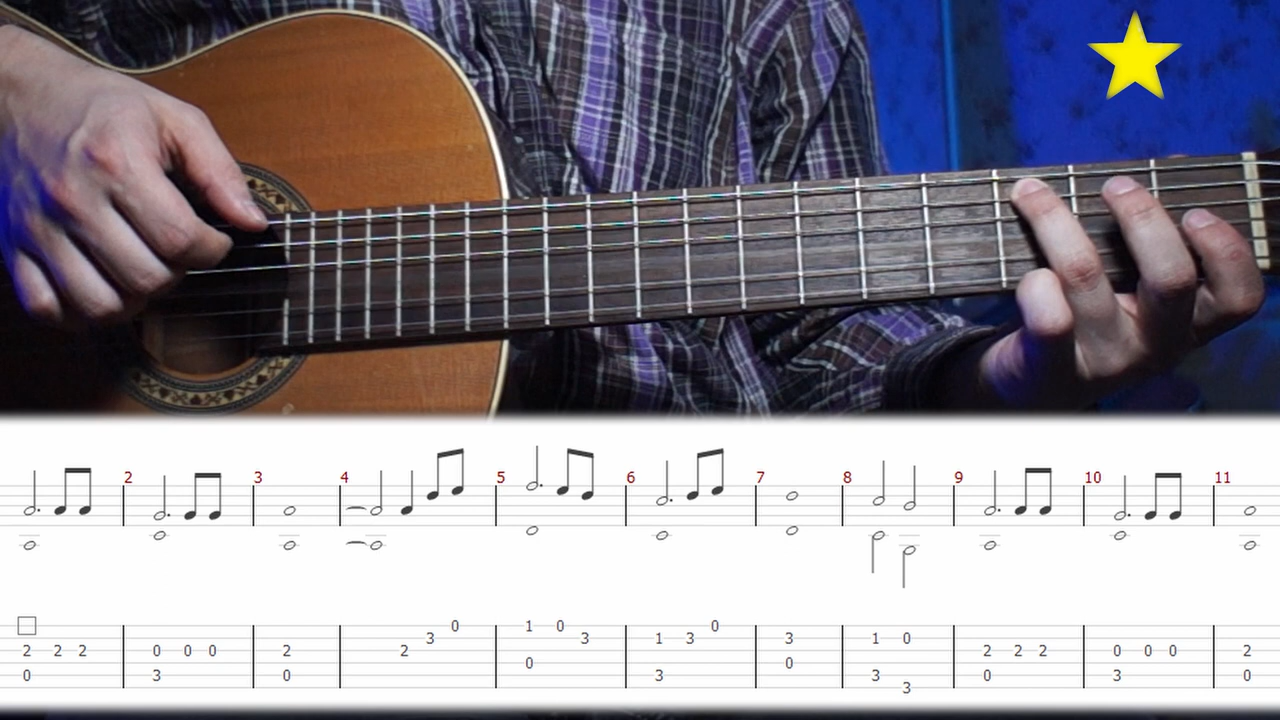 2 3 4 5 6 7 8 9 10 11
0 1 0 0
3 3 1 3 3 1 0
2 2 2 0 0 0 2 2 2 2 2 0 0 0 2
0 0
0 3 0 3 3 0 3 0
3